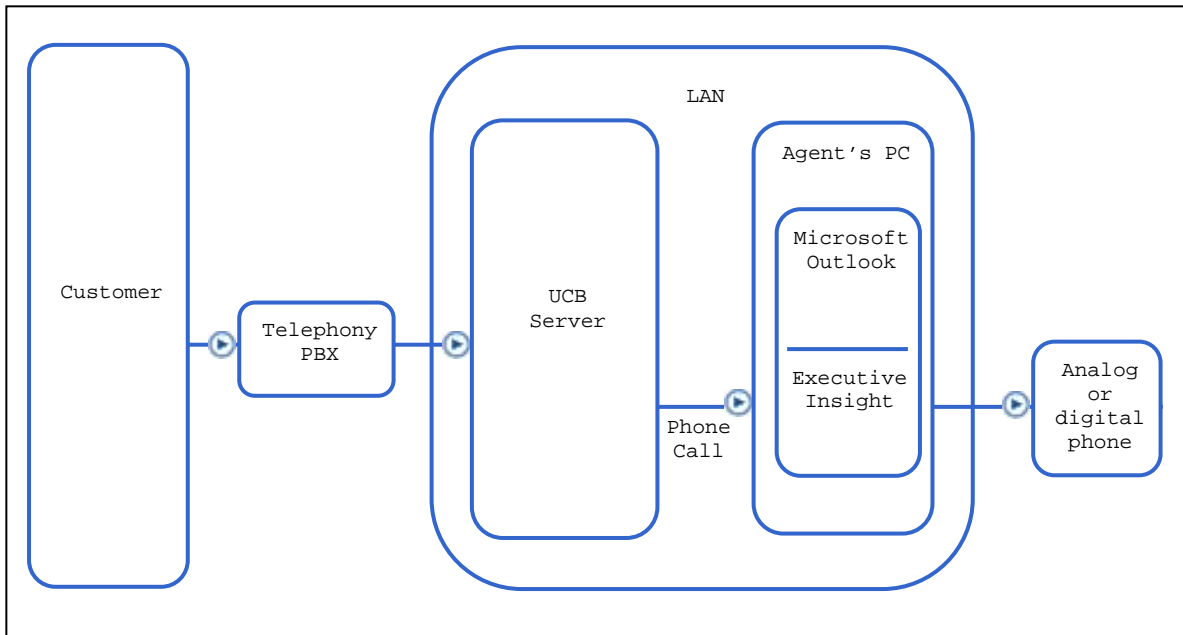 LAN
Agent’s PC
Microsoft
Outlook
Customer
UCB
Server
Telephony
PBX
Executive
Insight
Analog
or
digital
phone
Phone
Call